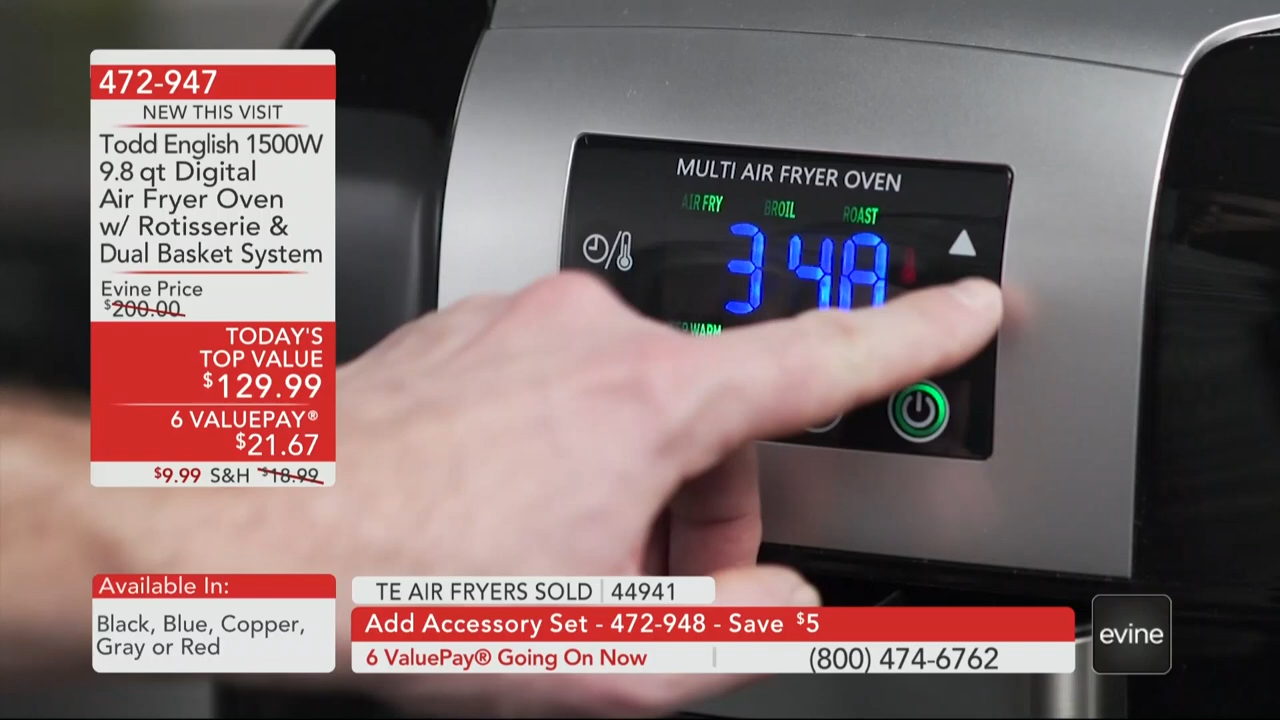 472-947
NEW THIS VISIT
Todd English 1500W
9.8 qt Digital
Air Fryer Oven
w/ Rotisserie &
Dual Basket System
Evine Price
$200.00
TODAY'S
TOP VALUE
$129.99
6 VALUEPAY®
$21.67
$9.99 S&H $18.99
Available In:
Black, Blue, Copper,
Gray or Red
MULTI AIR FRYER OVEN
AIR FRY BROIL ROAST
WARM
TE AIR FRYERS SOLD 44941
Add Accessory Set - 472-948 - Save $5
6 ValuePay® Going On Now (800) 474-6762
evine